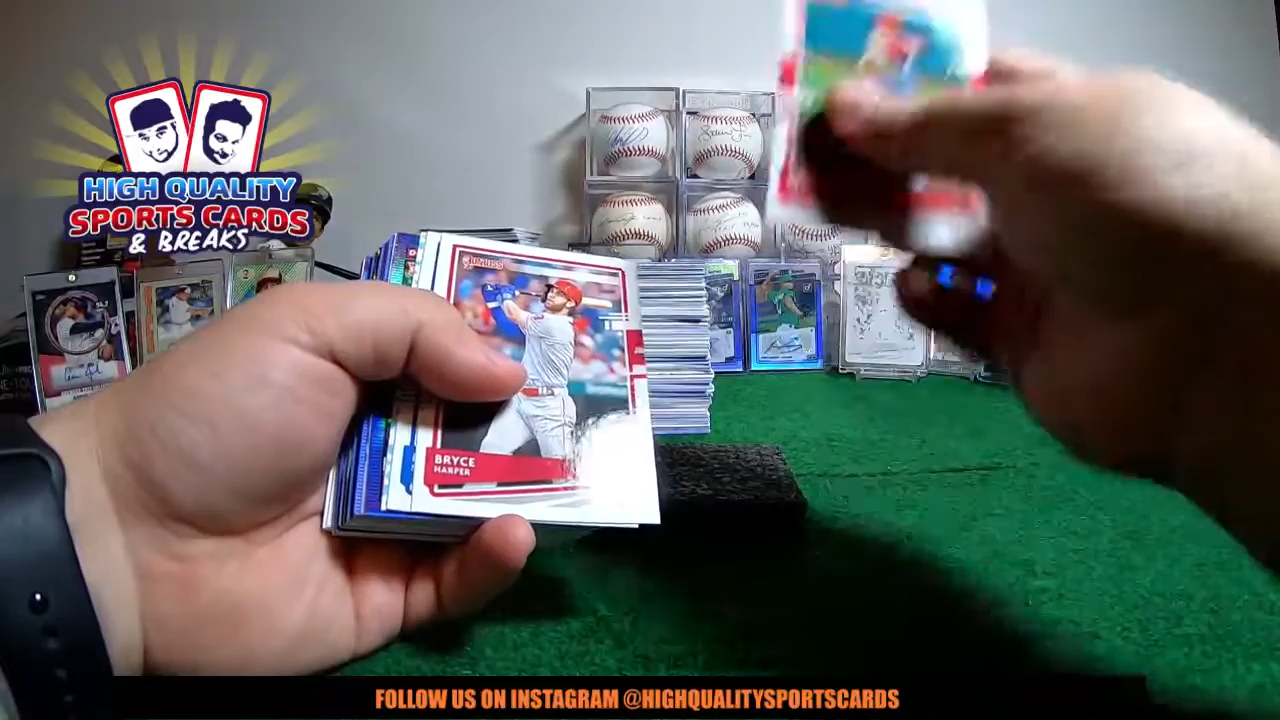 HIGH QUALITY
SPORTS CARDS
& BREAKS
DONRUSS
BRYCE
HARPER
FOLLOW US ON INSTAGRAM @HIGHQUALITYSPORTSCARDS